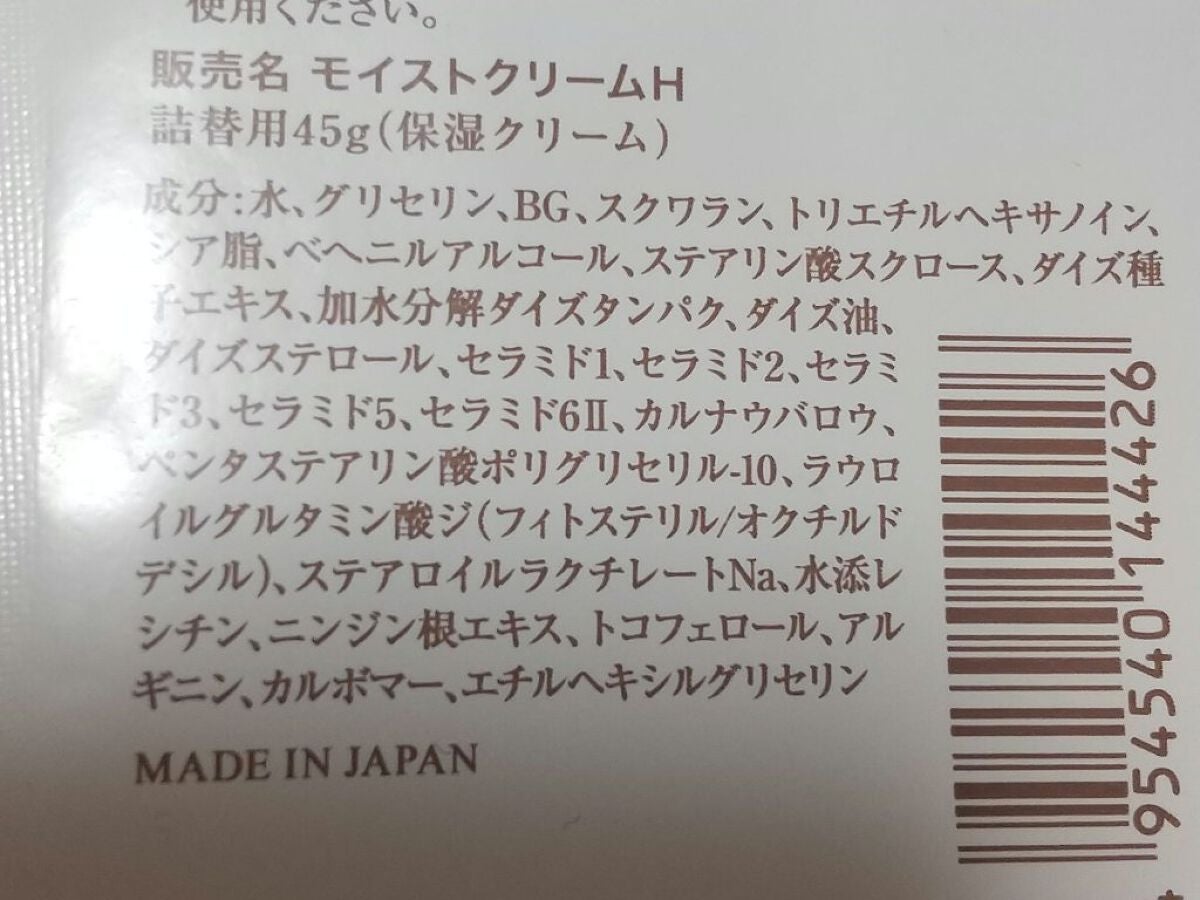 使用ください。
販売名 モイストクリームH
詰替用45g(保湿クリーム)
成分:水、グリセリン、BG、スクワラン、トリエチルヘキサノイン、
シア脂、ベヘニルアルコール、ステアリン酸スクロース、ダイズ種
子エキス、加水分解ダイズタンパク、ダイズ油、
ダイズステロール、セラミド1、セラミド2、セラミ
ド3、セラミド5、セラミド6Ⅱ、カルナウバロウ、
ペンタステアリン酸ポリグリセリル-10、ラウロ
イルグルタミン酸ジ(フィトステリル/オクチルド
デシル)、ステアロイルラクチレートNa、水添レ
シチン、ニンジン根エキス、トコフェロール、アル
ギニン、カルボマー、エチルヘキシルグリセリン
MADE IN JAPAN
9554540144426